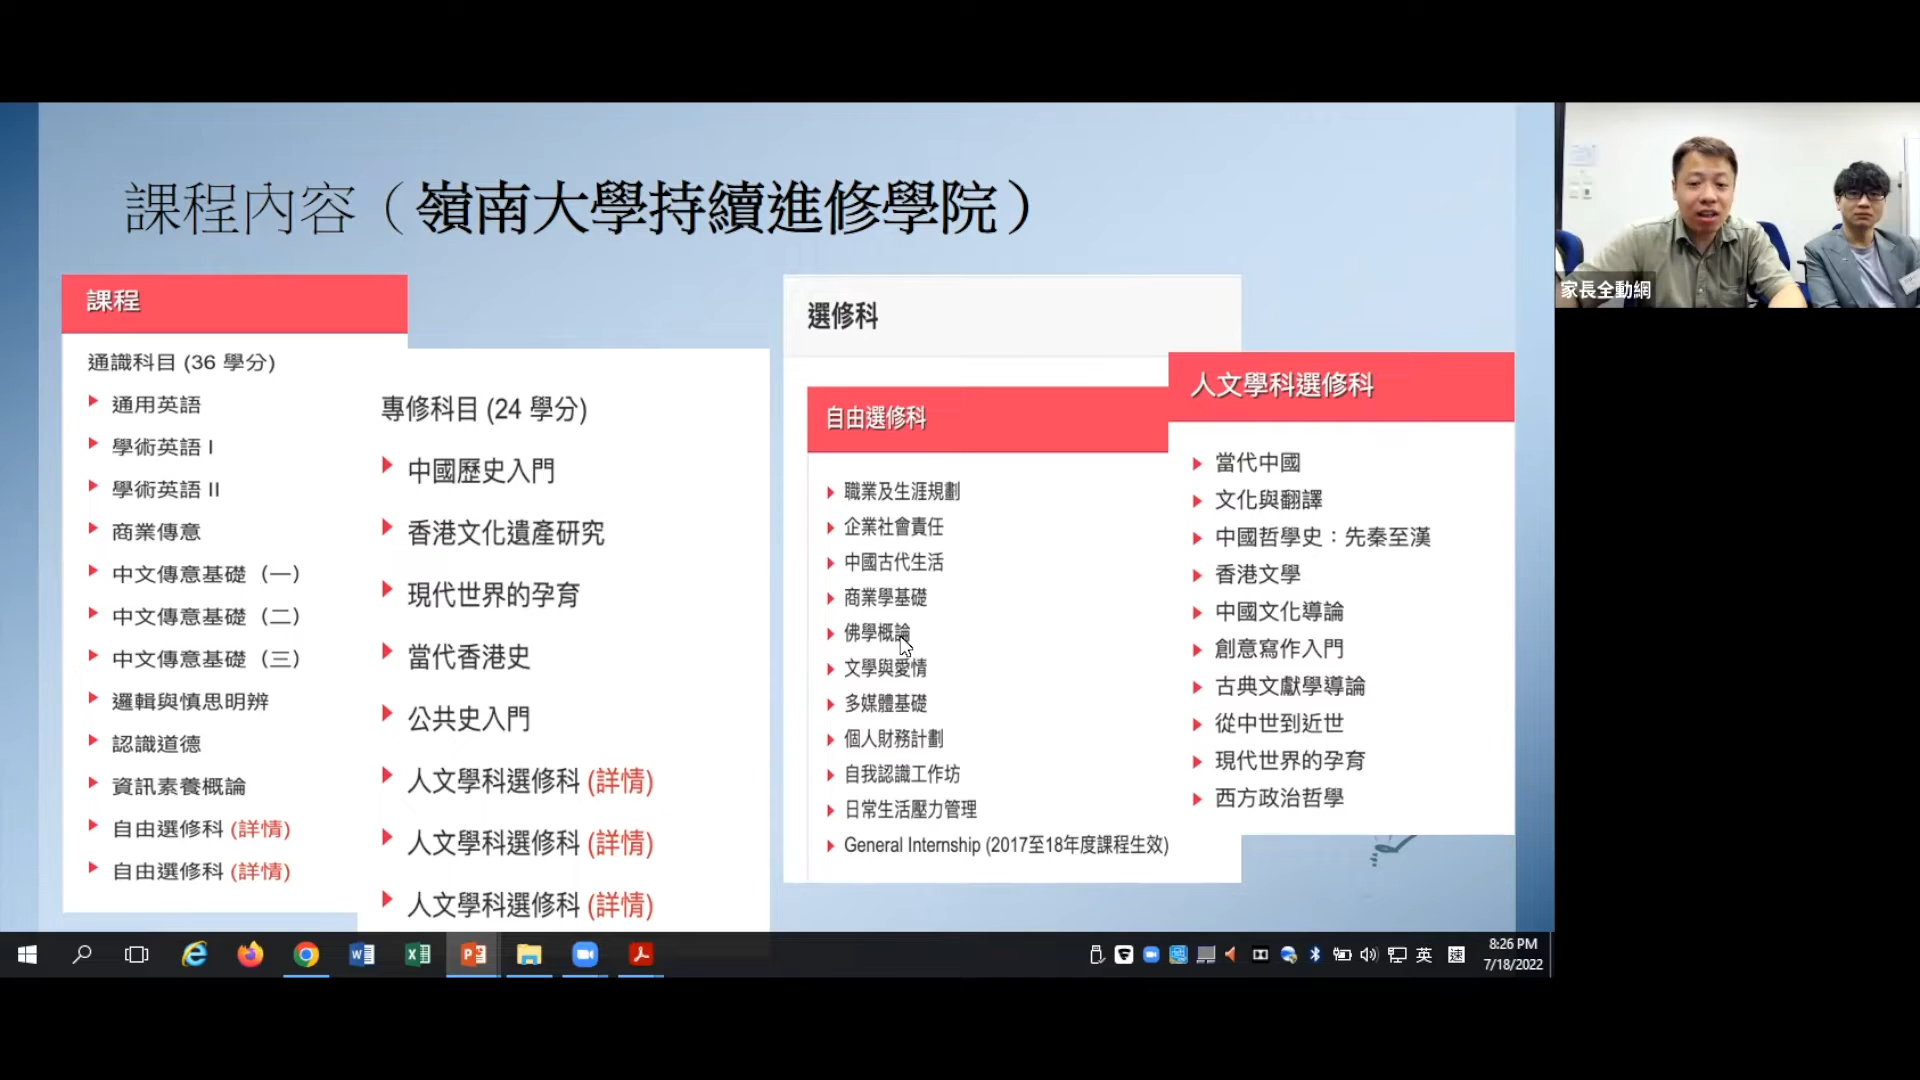 課程內容（嶺南大學持續進修學院）
課程
通識科目 (36 學分)
通用英語
學術英語 I
學術英語 II
商業傳意
中文傳意基礎（一）
中文傳意基礎（二）
中文傳意基礎（三）
邏輯與慎思明辨
認識道德
資訊素養概論
自由選修科 (詳情)
自由選修科 (詳情)
專修科目 (24 學分)
中國歷史入門
香港文化遺產研究
現代世界的孕育
當代香港史
公共史入門
人文學科選修科 (詳情)
人文學科選修科 (詳情)
人文學科選修科 (詳情)
選修科
自由選修科
職業及生涯規劃
企業社會責任
中國古代生活
商業學基礎
佛學概論
文學與愛情
多媒體基礎
個人財務計劃
自我認識工作坊
日常生活壓力管理
General Internship (2017至18年度課程生效)
人文學科選修科
當代中國
文化與翻譯
中國哲學史：先秦至漢
香港文學
中國文化導論
創意寫作入門
古典文獻學導論
從中世到近世
現代世界的孕育
西方政治哲學
家長全動網
英
速
8:26 PM
7/18/2022